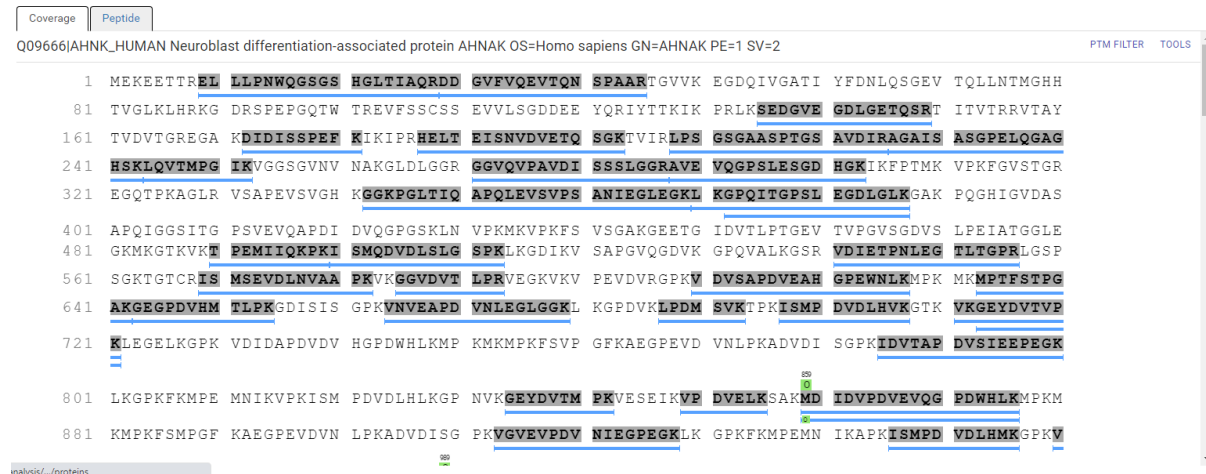 Coverage Peptide
Q09666|AHNK_HUMAN Neuroblast differentiation-associated protein AHNAK OS=Homo sapiens GN=AHNAK PE=1 SV=2 PTM FILTER TOOLS
1 MEKEETTREL LLPNWQGSGS HGLTIAQRDD GVFVQEVTQN SPAARTGVVK EGDQIVGATI YFDNLQSGEV TQLLNTMGHH
81 TVGLKLHRKG DRSPEPGQTW TREVFSSCSS EVVLSGDDEE YQRIYTTKIK PRLKSEDGVE GDLGETQSRT ITVTRRVTAY
161 TVDVTGREGA KDIDISSPEF KIKIPRHELT EISNVDVETQ SGKTVIRLPS GSGAASPTGS AVDIRAGAIS ASGPELQGAG
241 HSKLQVTMPG IKVGGSGVNV NAKGLDLGGR GGVQVPAVDI SSSLGGRAVE VQGPSLESGD HGKIKFPTMK VPKFGVSTGR
321 EGQTPKAGLR VSAPEVSVGH KGGKPGLTIQ APQLEVSVPS ANIEGLEGKL KGPQITGPSL EGDLGLKGAK PQGHIGVDAS
401 APQIGGSITG PSVEVQAPDI DVQGPGSKLN VPKMKVPKFS VSGAKGEETG IDVTLPTGEV TVPGVSGDVS LPEIATGGLE
481 GKMKGTKVKT PEMIIQKPKI SMQDVDLSLG SPKLKGDIKV SAPGVQGDVK GPQVALKGSR VDIETPNLEG TLTGPRLGSP
561 SGKTGTCRIS MSEVDLNVAA PKVKGGVDVT LPRVEGKVKV PEVDVRGPKV DVSAPDVEAH GPEWNLKMPK MKMPTFSTPG
641 AKGEGPDVHM TLPKGDISIS GPKVNVEAPD VNLEGLGGKL KGPDVKLPDM SVKTPKISMP DVDLHVKGTK VKGEYDVTVP
721 KLEGELKGPK VDIDAPDVDV HGPDWHLKMP KMKMPKFSVP GFKAEGPEVD VNLPKADVDI SGPKIDVTAP DVSIEEPEGK
859
O
801 LKGPKFKMPE MNIKVPKISM PDVDLHLKGP NVKGEYDVTM PKVESEIKVP DVELKSAKMD IDVPDVEVQG PDWHLKMPKM
O
881 KMPKFSMPGF KAEGPEVDVN LPKADVDISG PKVGVEVPDV NIEGPEGKLK GPKFKMPEMN IKAPKISMPD VDLHMKGPKV
989
analysis/.../proteins